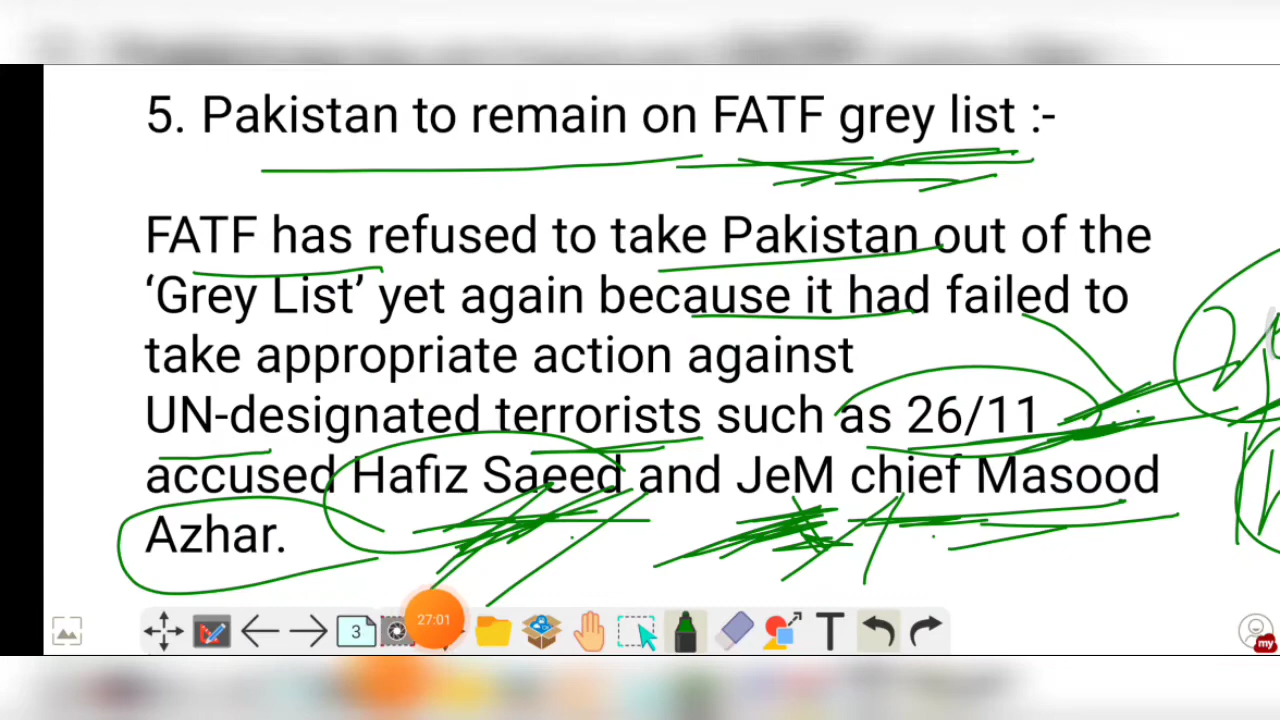 5. Pakistan to remain on FATF grey list :-
FATF has refused to take Pakistan out of the
‘Grey List’ yet again because it had failed to
take appropriate action against
UN-designated terrorists such as 26/11
accused Hafiz Saeed and JeM chief Masood
Azhar.
3
27:01
T
my